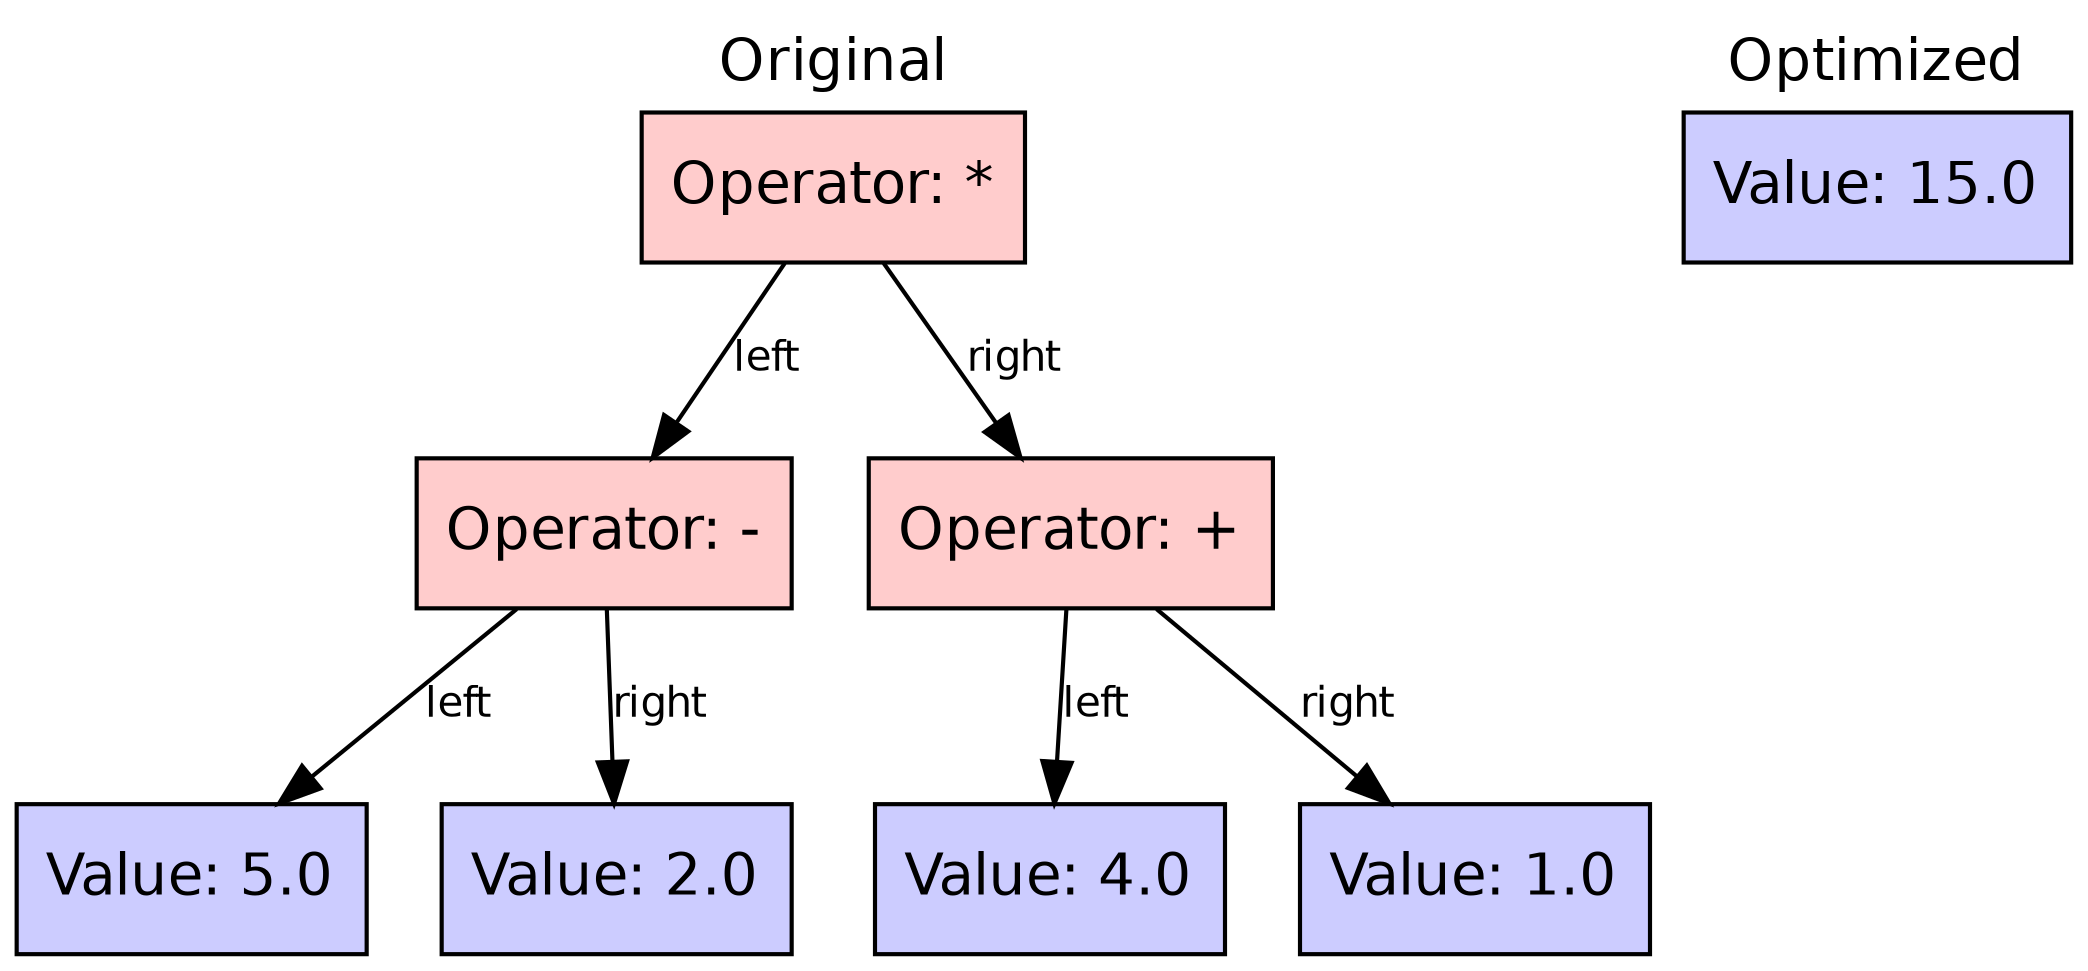 Original
Optimized
Operator: *
Value: 15.0
left
right
Operator: -
Operator: +
left
right
left
right
Value: 5.0
Value: 2.0
Value: 4.0
Value: 1.0